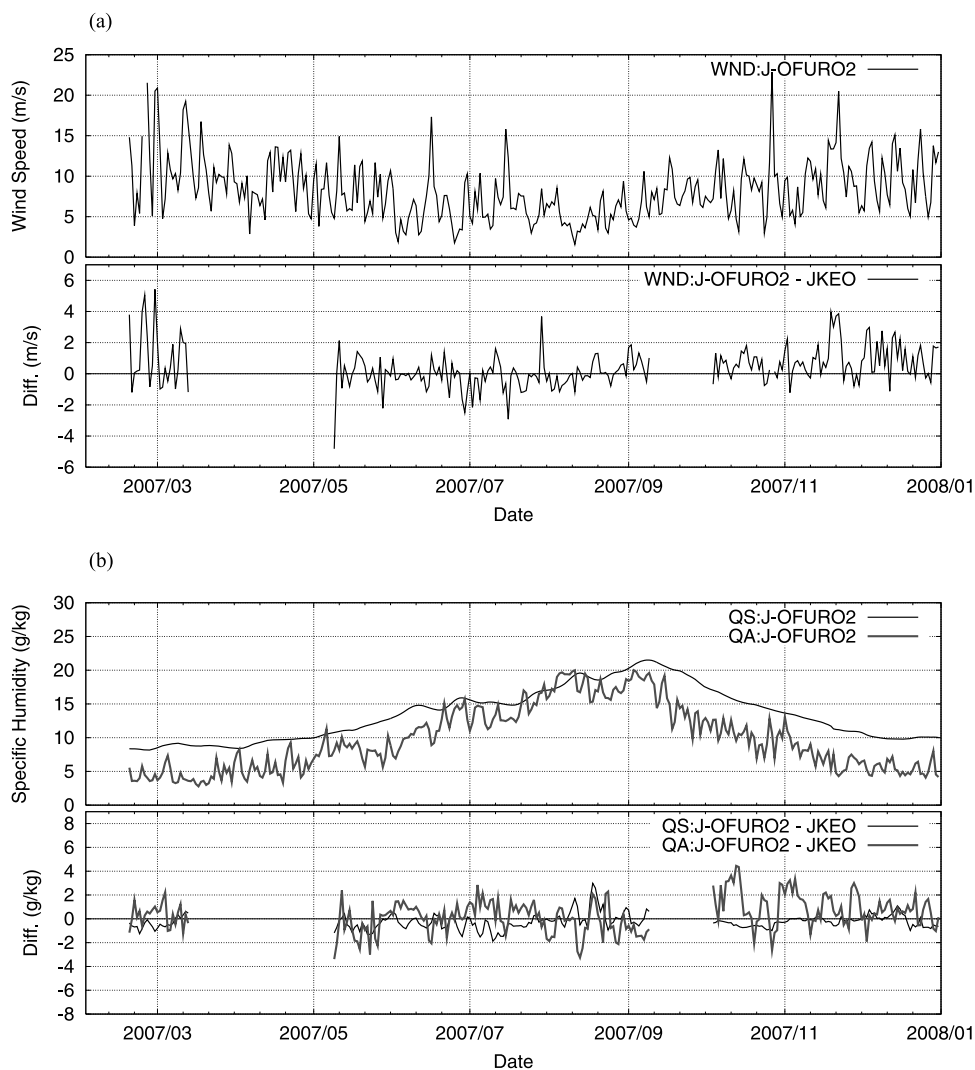 (a)
25
20
15
10
5
0
Wind Speed (m/s)
WND:J-OFURO2
6
4
2
0
-2
-4
-6
Diff. (m/s)
WND:J-OFURO2 - JKEO
2007/03 2007/05 2007/07 2007/09 2007/11 2008/01
Date
(b)
30
25
20
15
10
5
0
Specific Humidity (g/kg)
QS:J-OFURO2
QA:J-OFURO2
8
6
4
2
0
-2
-4
-6
-8
Diff. (g/kg)
QS:J-OFURO2 - JKEO
QA:J-OFURO2 - JKEO
2007/03 2007/05 2007/07 2007/09 2007/11 2008/01
Date